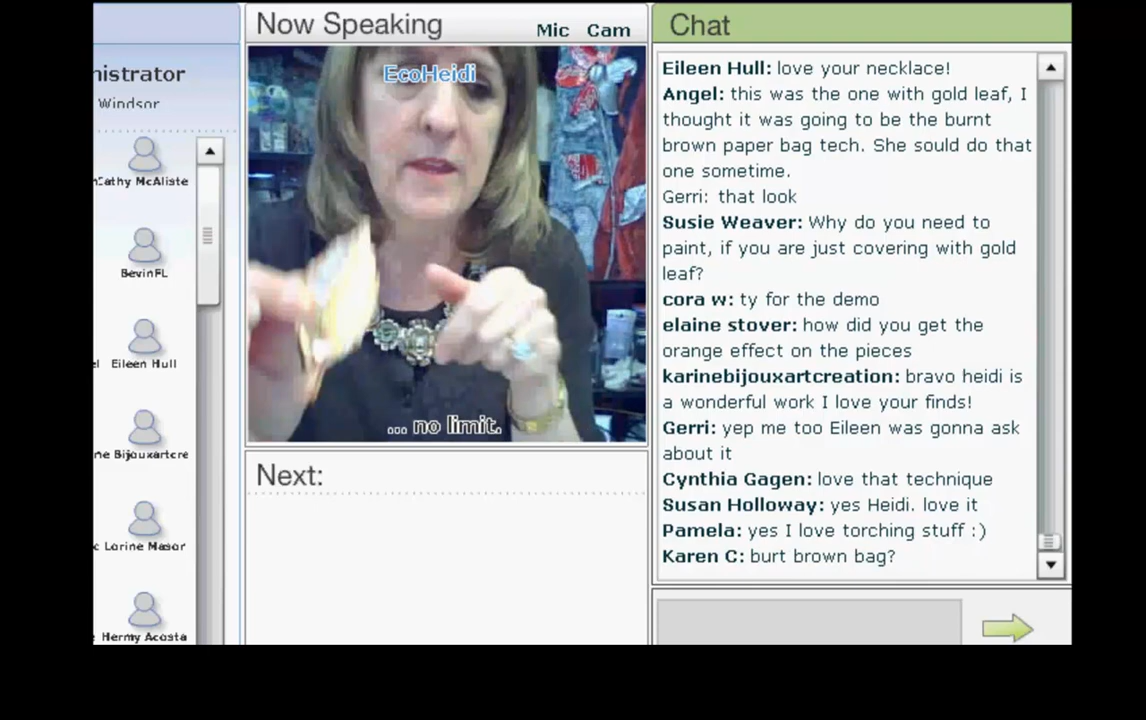 nistrator
Windsor
Cathy McAliste
BevinFL
el Eileen Hull
ne Bijouxartcre
c Lorine Mason
Hermy Acosta
Now Speaking
Mic Cam
EcoHeidi
... no limit.
Next:
Chat
Eileen Hull: love your necklace!
Angel: this was the one with gold leaf, I
thought it was going to be the burnt
brown paper bag tech. She sould do that
one sometime.
Gerri: that look
Susie Weaver: Why do you need to
paint, if you are just covering with gold
leaf?
cora w: ty for the demo
elaine stover: how did you get the
orange effect on the pieces
karinebijouxartcreation: bravo heidi is
a wonderful work I love your finds!
Gerri: yep me too Eileen was gonna ask
about it
Cynthia Gagen: love that technique
Susan Holloway: yes Heidi. love it
Pamela: yes I love torching stuff :)
Karen C: burt brown bag?